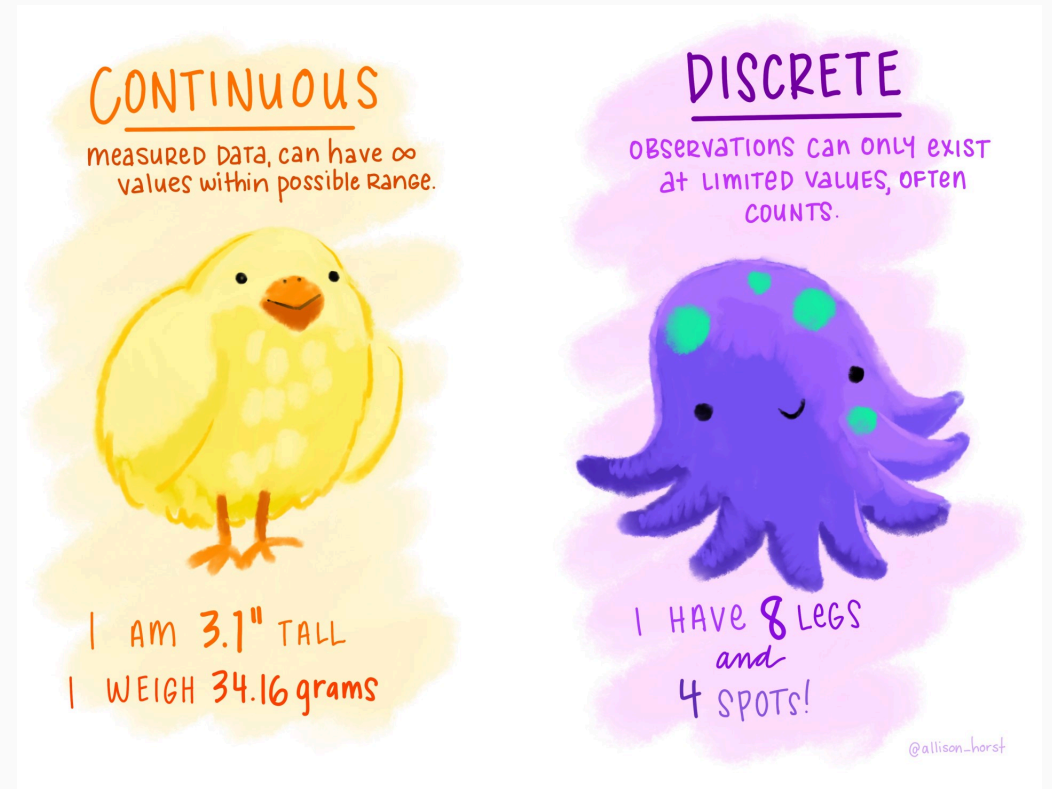 CONTINUOUS
measured data, can have ∞
values within possible range.
I AM 3.1" TALL
I WEIGH 34.16 grams
DISCRETE
OBSERVATIONS CAN ONLY EXIST
at LIMITED VALUES, OFTEN
COUNTS.
I HAVE 8 LEGS
and
4 SPOTS!
@allison_horst